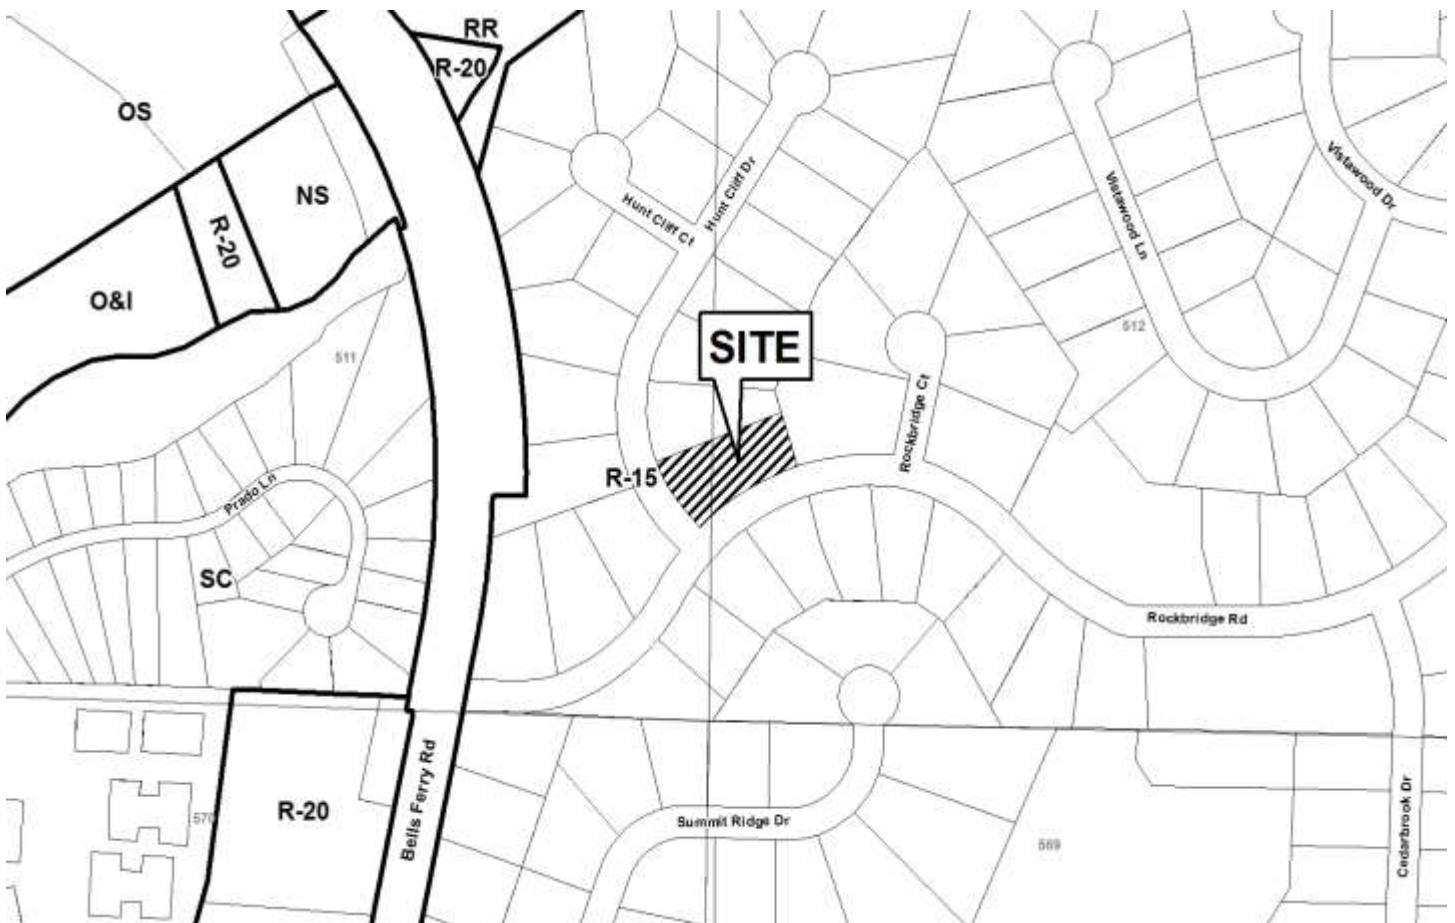 RR
R-20
OS
Vistawood Dr
Hunt Cliff Dr
NS
Hunt Cliff Ct
Vistawood Ln
R-20
O&I
512
SITE
511
Rockbridge Ct
R-15
Prado Ln
SC
Rockbridge Rd
Bells Ferry Rd
R-20
570
Summit Ridge Dr
569
Cedarbrook Dr